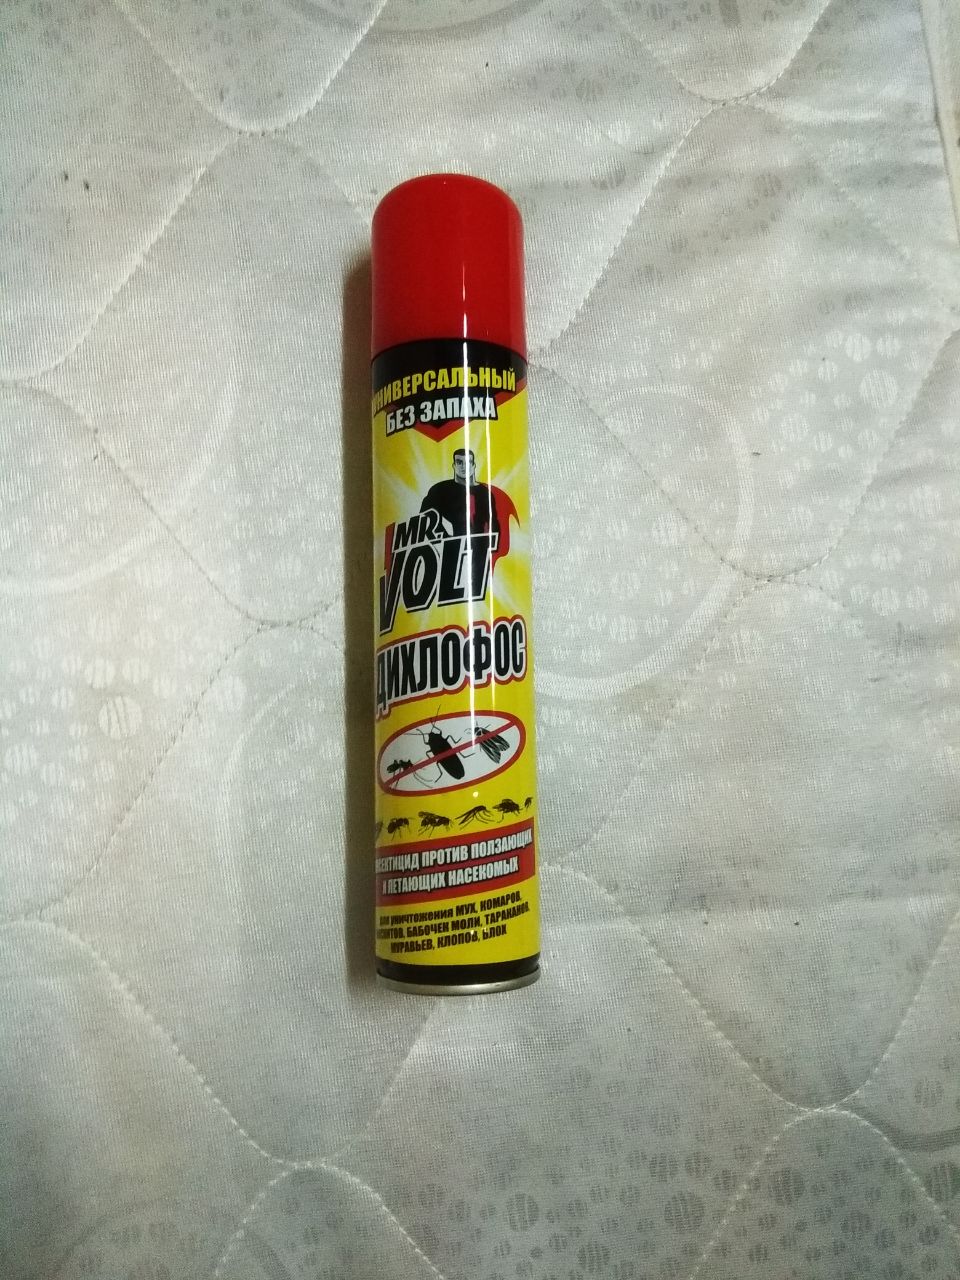 УНИВЕРСАЛЬНЫЙ
БЕЗ ЗАПАХА
MR.
VOLT
ДИХЛОФОС
ПРОТИВ ПОЛЗАЮЩИХ
И ЛЕТАЮЩИХ НАСЕКОМЫХ
для уничтожения МУХ, КОМАРОВ,
БАБОЧЕК МОЛИ, ТАРАКАНОВ,
МУРАВЬЕВ, КЛОПОВ, БЛОХ